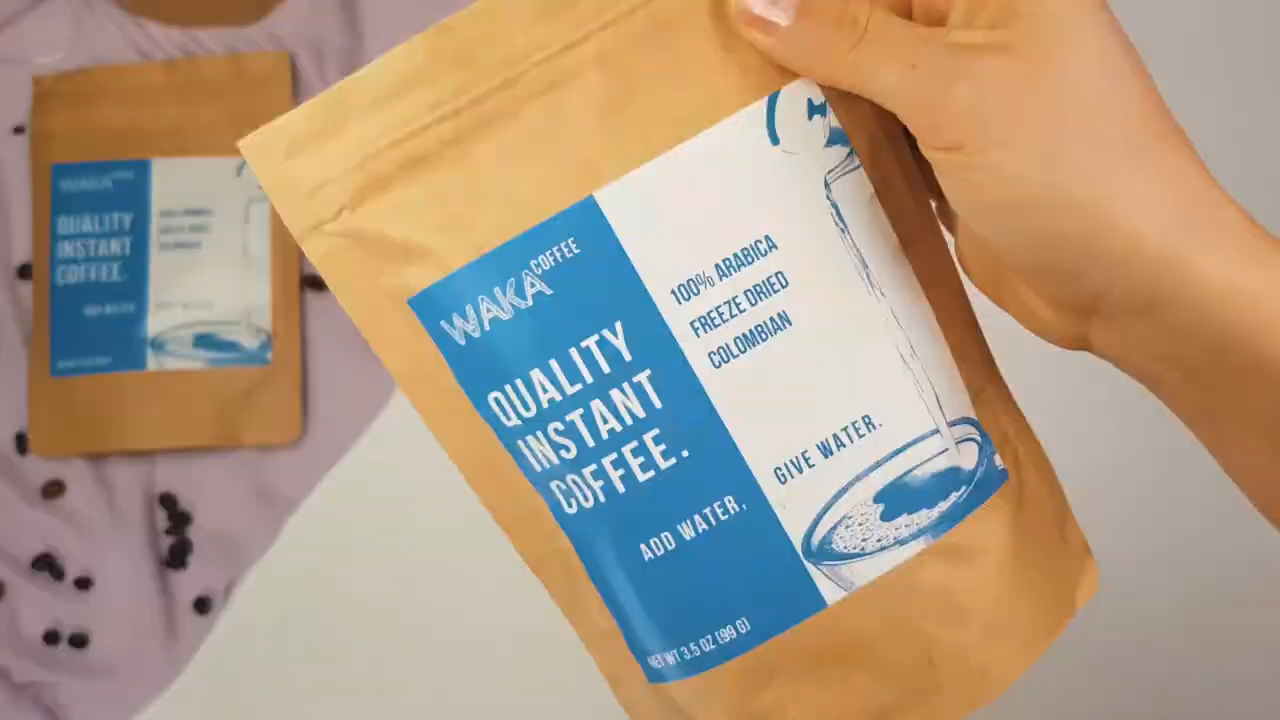 WAKA COFFEE
QUALITY
INSTANT
COFFEE.
ADD WATER,
NET WT 3.5 OZ (99 G)
100% ARABICA
FREEZE DRIED
COLOMBIAN
GIVE WATER.
QUALITY
INSTANT
COFFEE.